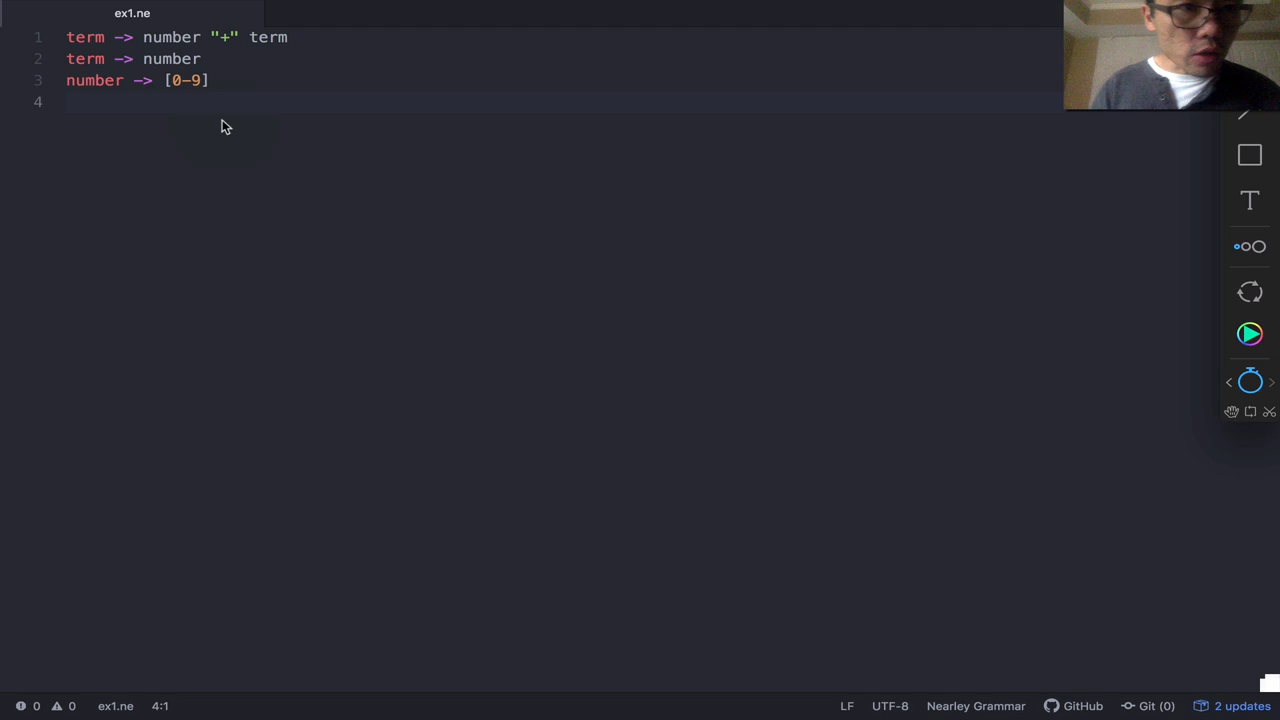 ex1.ne
1 term -> number "+" term
2 term -> number
3 number -> [0-9]
4
T
0 0 ex1.ne 4:1 LF UTF-8 Nearley Grammar GitHub Git (0) 2 updates